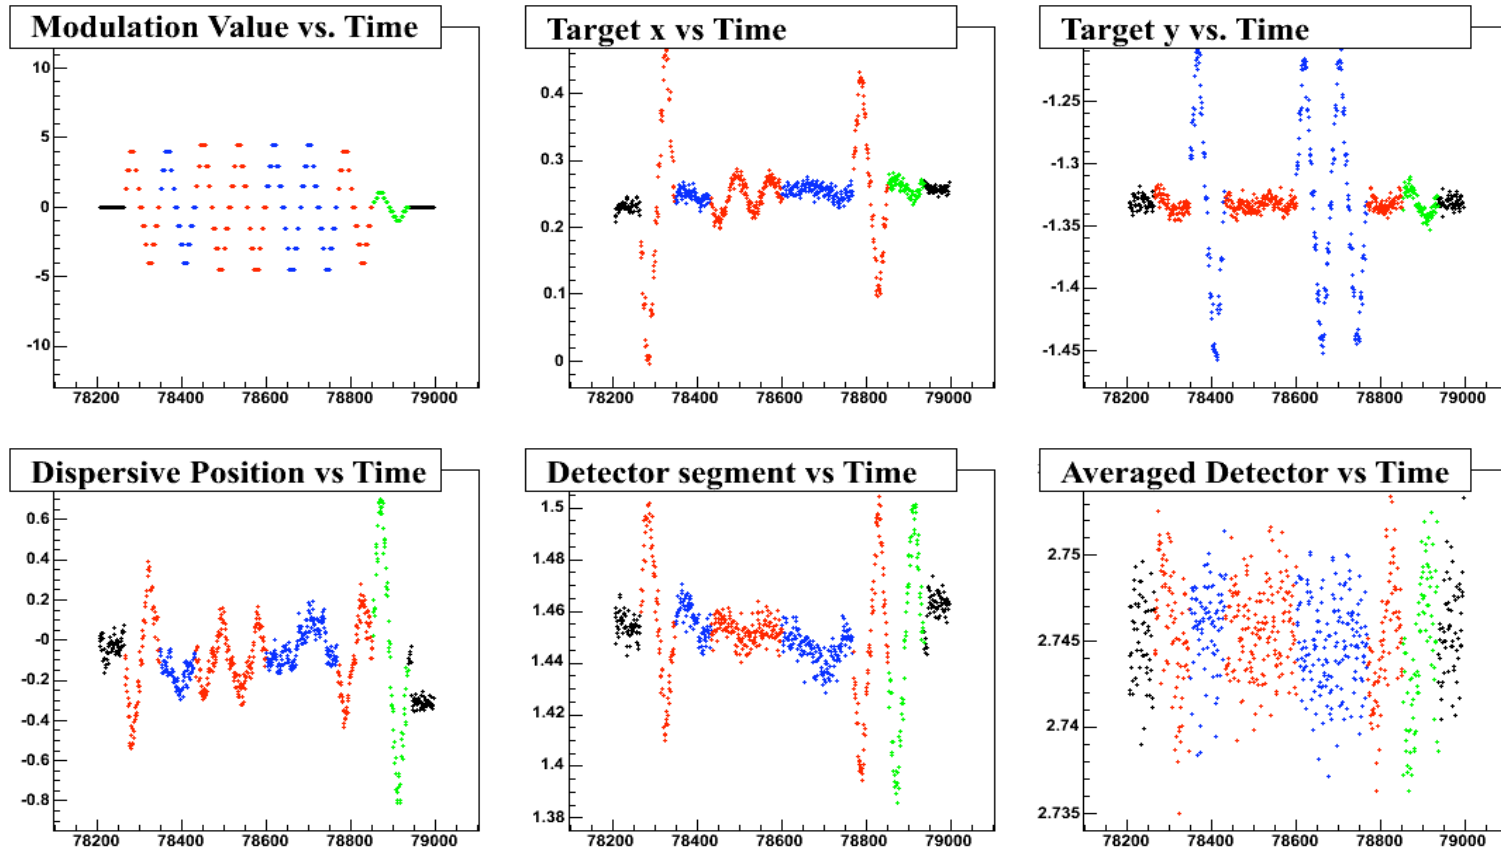 Modulation Value vs. Time
10
5
0
-5
-10
78200 78400 78600 78800 79000
Target x vs Time
0.4
0.3
0.2
0.1
0
78200 78400 78600 78800 79000
Target y vs. Time
-1.25
-1.3
-1.35
-1.4
-1.45
78200 78400 78600 78800 79000
Dispersive Position vs Time
0.6
0.4
0.2
-0
-0.2
-0.4
-0.6
-0.8
78200 78400 78600 78800 79000
Detector segment vs Time
1.5
1.48
1.46
1.44
1.42
1.4
1.38
78200 78400 78600 78800 79000
Averaged Detector vs Time
2.75
2.745
2.74
2.735
78200 78400 78600 78800 79000